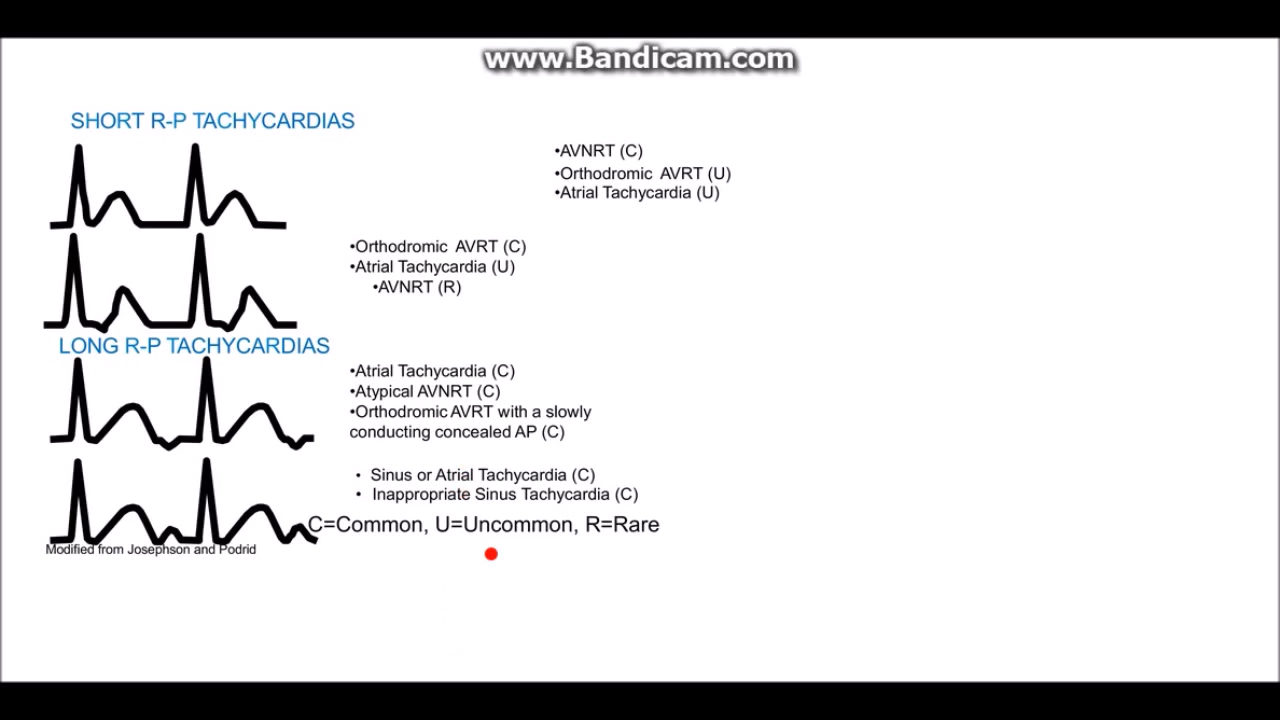 www.Bandicam.com
SHORT R-P TACHYCARDIAS
•AVNRT (C)
•Orthodromic AVRT (U)
•Atrial Tachycardia (U)
•Orthodromic AVRT (C)
•Atrial Tachycardia (U)
•AVNRT (R)
LONG R-P TACHYCARDIAS
•Atrial Tachycardia (C)
•Atypical AVNRT (C)
•Orthodromic AVRT with a slowly
conducting concealed AP (C)
• Sinus or Atrial Tachycardia (C)
• Inappropriate Sinus Tachycardia (C)
C=Common, U=Uncommon, R=Rare
Modified from Josephson and Podrid